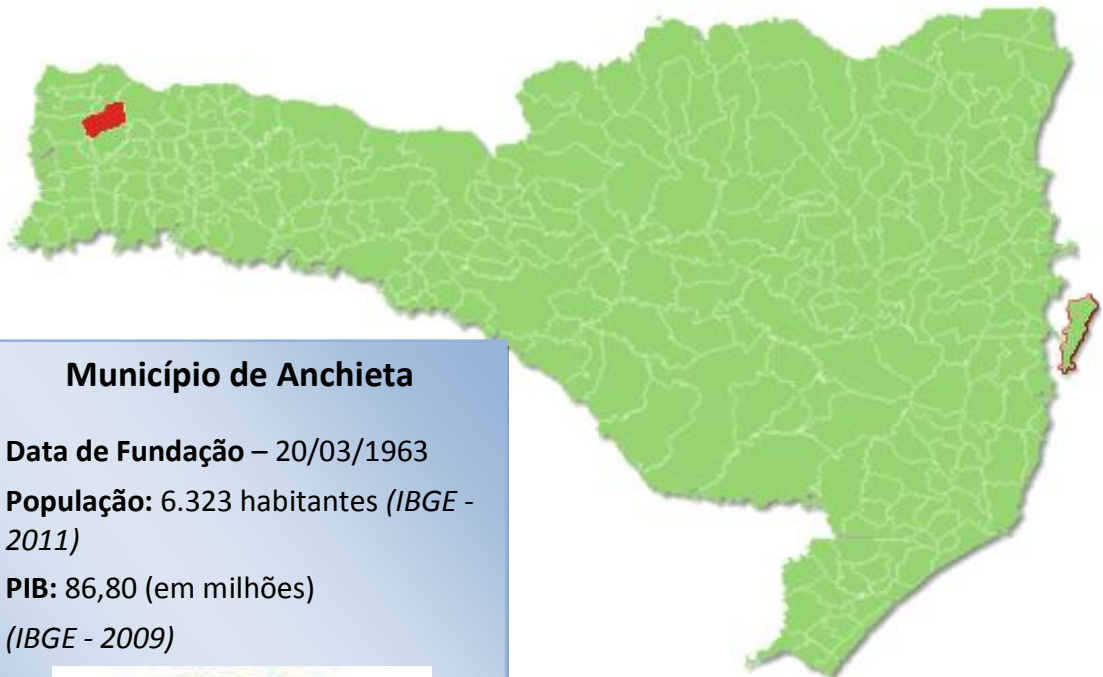 Município de Anchieta
Data de Fundação – 20/03/1963
População: 6.323 habitantes (IBGE -
2011)
PIB: 86,80 (em milhões)
(IBGE - 2009)